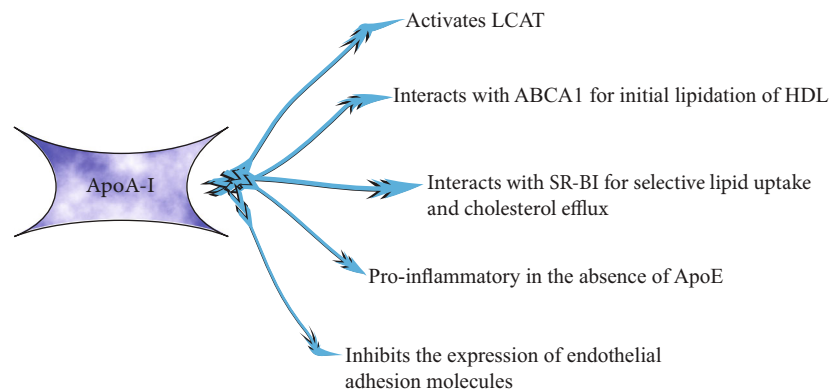 Activates LCAT
Interacts with ABCA1 for initial lipidation of HDL
ApoA-I
Interacts with SR-BI for selective lipid uptake
and cholesterol efflux
Pro-inflammatory in the absence of ApoE
Inhibits the expression of endothelial
adhesion molecules